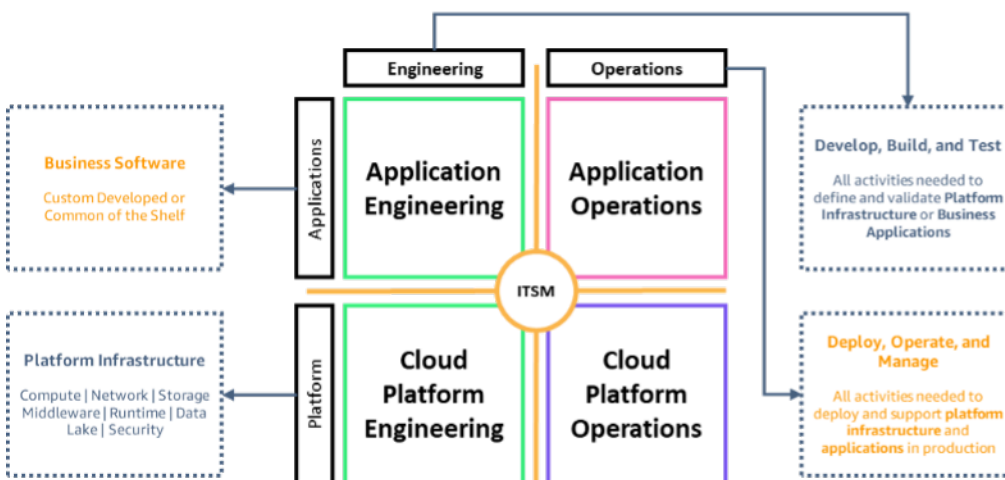 Engineering
Operations
Business Software
Custom Developed or
Common of the Shelf
Applications
Application
Engineering
Application
Operations
Develop, Build, and Test
All activities needed to
define and validate Platform
Infrastructure or Business
Applications
ITSM
Platform Infrastructure
Compute | Network | Storage
Middleware | Runtime | Data
Lake | Security
Platform
Cloud
Platform
Engineering
Cloud
Platform
Operations
Deploy, Operate, and
Manage
All activities needed to
deploy and support platform
infrastructure and
applications in production